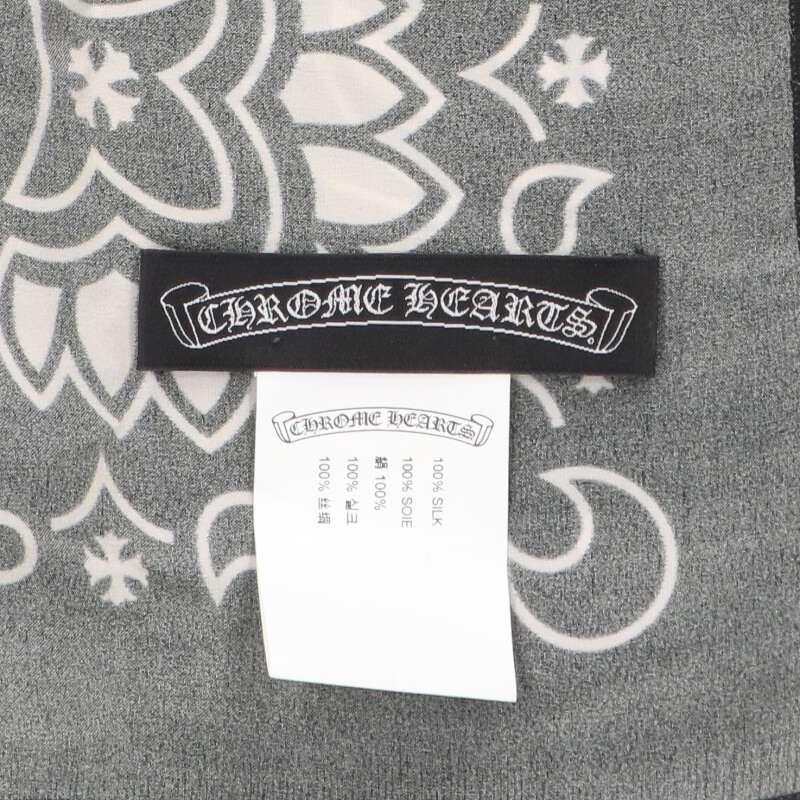 CHROME HEARTS
CHROME HEARTS
100% SILK
100% SOIE
絹 100%
100% 실크
100% 丝绸